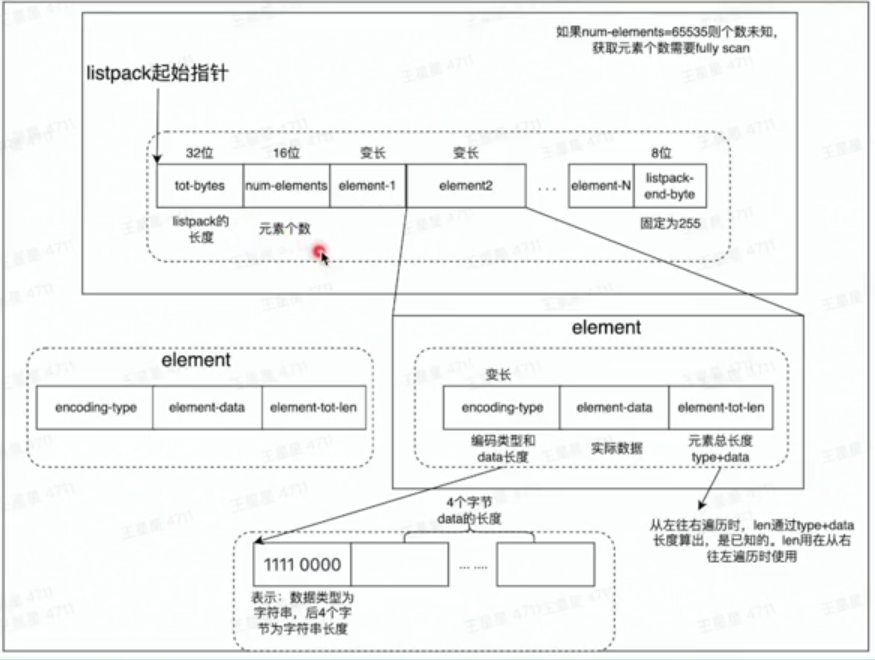 如果num-elements=65535则个数未知，
获取元素个数需要fully scan
listpack起始指针
32位
16位
变长
变长
8位
tot-bytes
num-elements
element-1
element2
...
element-N
listpack-
end-byte
listpack的
长度
元素个数
固定为255
element
element
变长
encoding-type
element-data
element-tot-len
encoding-type
element-data
element-tot-len
编码类型和
data长度
实际数据
元素总长度
type+data
4个字节
data的长度
从左往右遍历时，len通过type+data
长度算出，是已知的。len用在从右
往左遍历时使用
1111 0000
... ...
表示：数据类型为
字符串，后4个字
节为字符串长度
王星星 4711